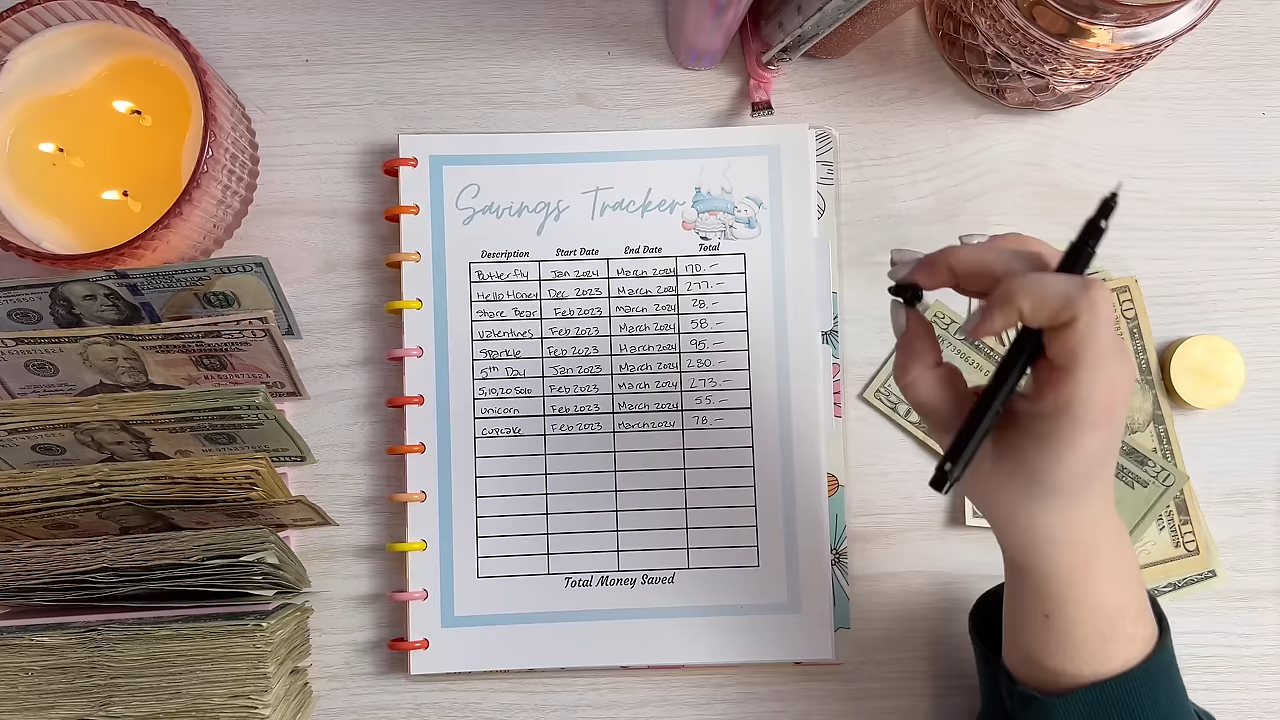 Savings Tracker
Description Start Date End Date Total
Butterfly Jan 2024 March 2024 170.-
Hello Honey Dec 2023 March 2024 277.-
Share Bear Feb 2023 March 2024 28.-
Valentines Feb 2023 March 2024 58.-
Sparkle Feb 2023 March 2024 95.-
5th Day Jan 2023 March 2024 280.-
5,10,20 Solo Feb 2023 March 2024 273.-
Unicorn Feb 2023 March 2024 55.-
Cupcake Feb 2023 March 2024 78.-
Total Money Saved
100